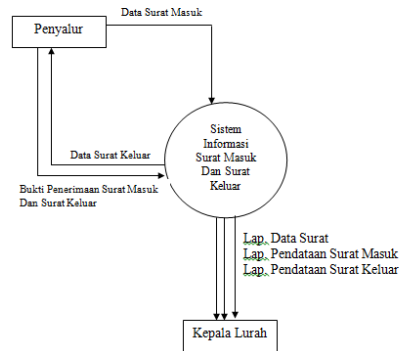 Data Surat Masuk
Penyalur
Sistem
Informasi
Surat Masuk
Dan Surat
Keluar
Data Surat Keluar
Bukti Penerimaan Surat Masuk
Dan Surat Keluar
Lap. Data Surat
Lap. Pendataan Surat Masuk
Lap. Pendataan Surat Keluar
Kepala Lurah